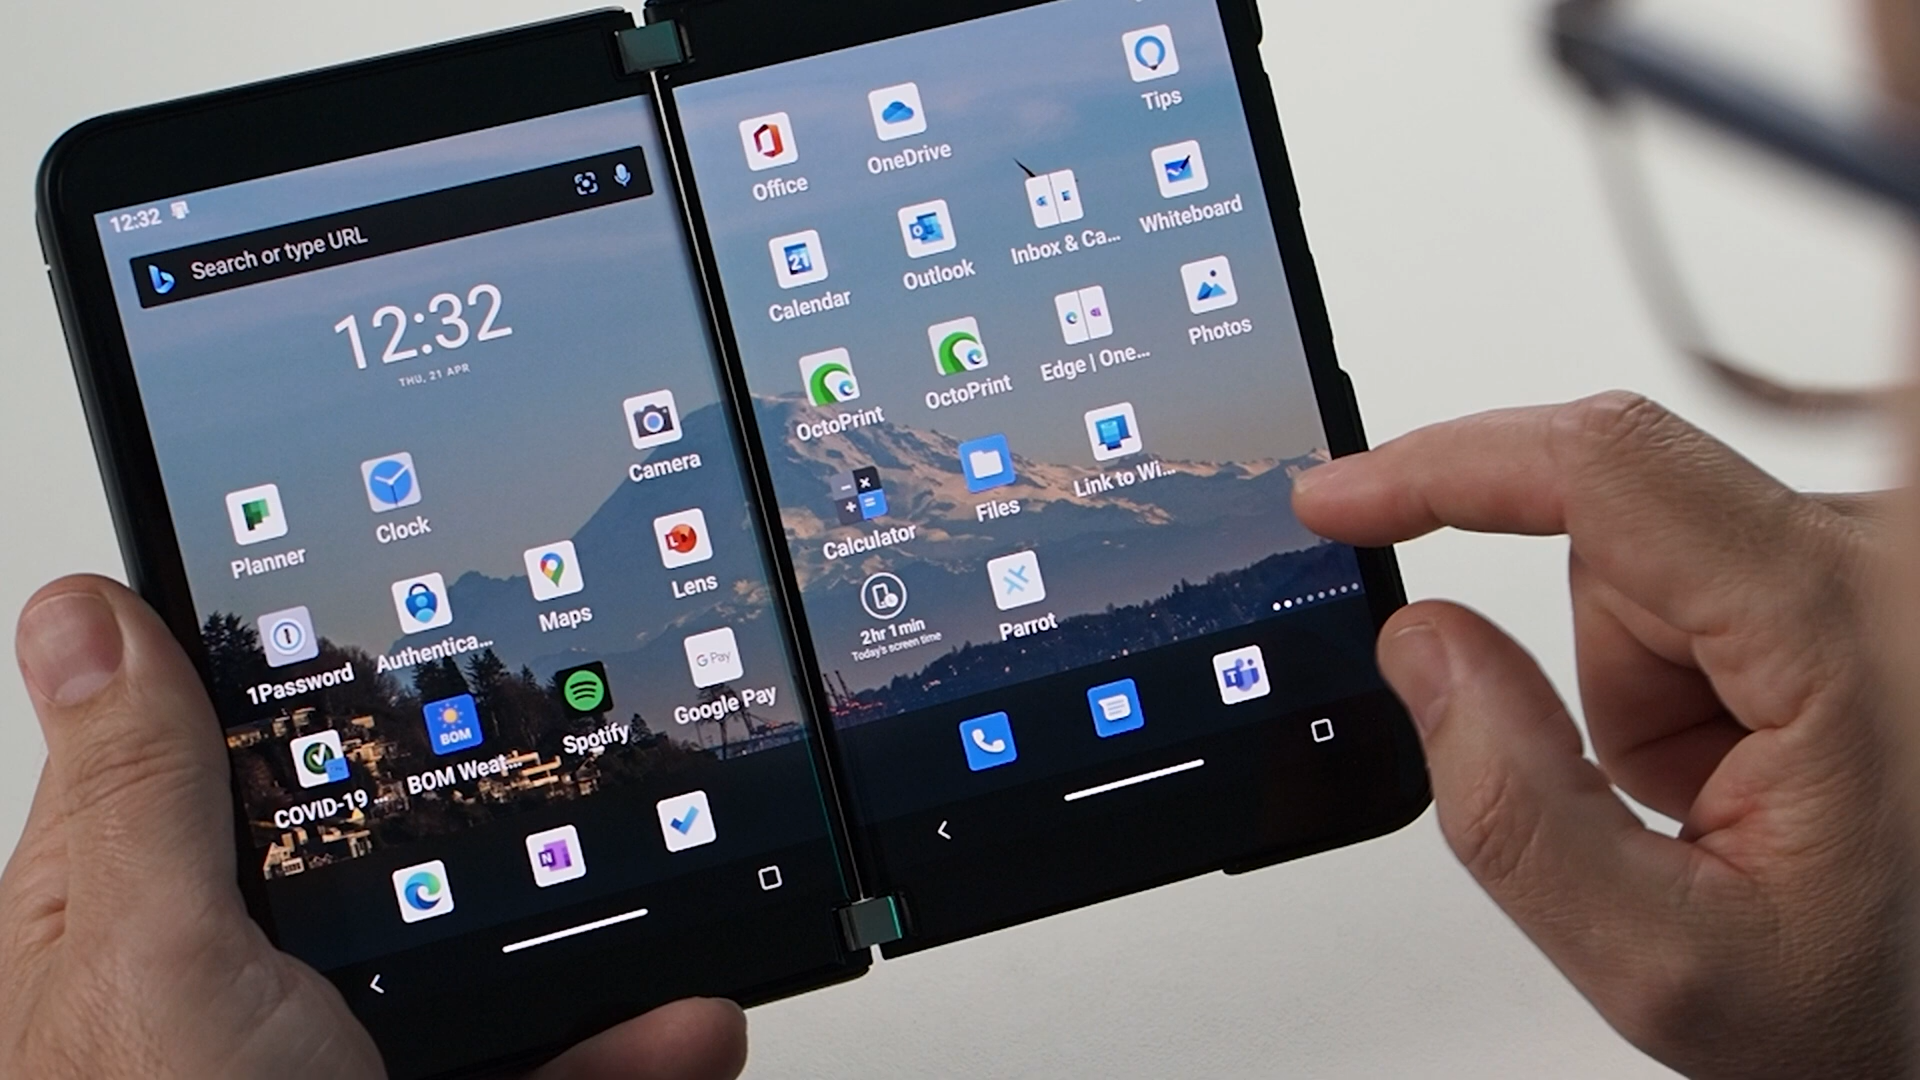 12:32
Search or type URL
12:32
THU, 21 APR
Camera
Planner
Clock
Lens
1Password
Authentica...
Maps
Google Pay
G Pay
COVID-19 ...
BOM
BOM Weat...
Spotify
N
Office
OneDrive
Tips
21
Calendar
Outlook
Inbox & Ca...
Whiteboard
OctoPrint
OctoPrint
Edge | One...
Photos
Calculator
Files
Link to Wi...
2hr 1min
Today's screen time
Parrot